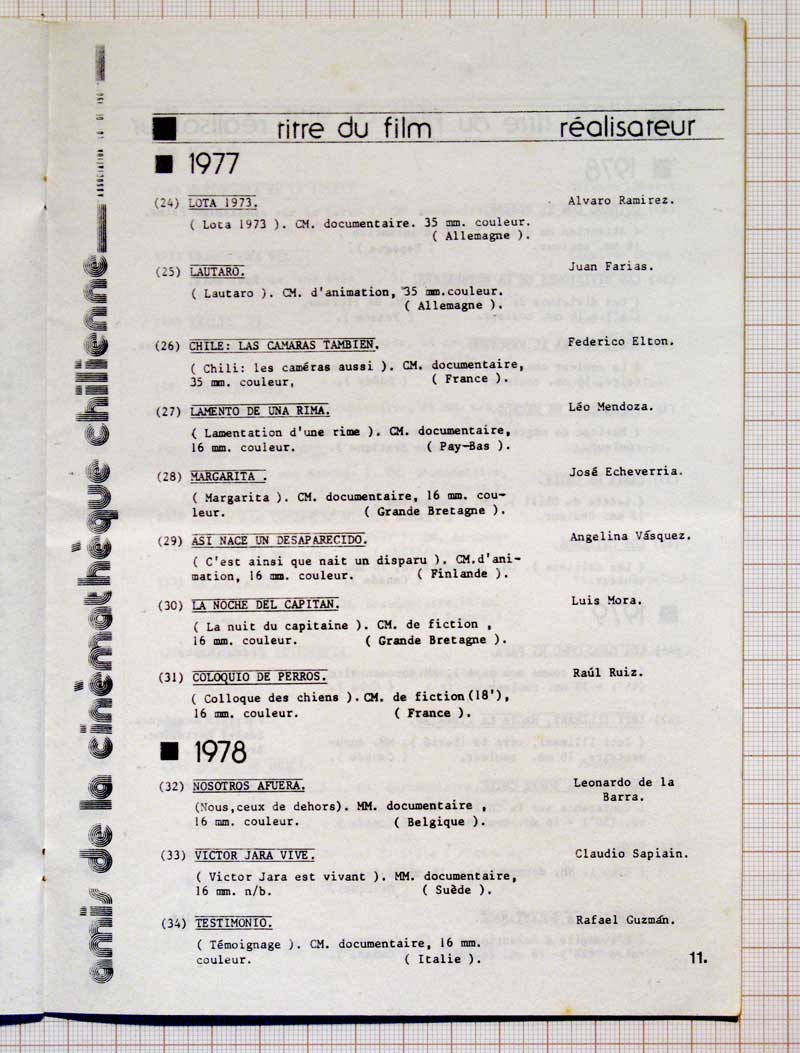 titre du film réalisateur
1977
(24) LOTA 1973. Alvaro Ramirez.
( Lota 1973 ). CM. documentaire. 35 mm. couleur.
( Allemagne ).
(25) LAUTARO. Juan Farias.
( Lautaro ). CM. d'animation, 35 mm.couleur.
( Allemagne ).
(26) CHILE: LAS CAMARAS TAMBIEN. Federico Elton.
( Chili: les caméras aussi ). CM. documentaire,
35 mm. couleur, ( France ).
(27) LAMENTO DE UNA RIMA. Léo Mendoza.
( Lamentation d'une rime ). CM. documentaire,
16 mm. couleur. ( Pay-Bas ).
(28) MARGARITA . José Echeverria.
( Margarita ). CM. documentaire, 16 mm. cou-
leur. ( Grande Bretagne ).
(29) ASI NACE UN DESAPARECIDO. Angelina Vásquez.
( C'est ainsi que nait un disparu ). CM.d'ani-
mation, 16 mm. couleur. ( Finlande ).
(30) LA NOCHE DEL CAPITAN. Luis Mora.
( La nuit du capitaine ). CM. de fiction ,
16 mm. couleur. ( Grande Bretagne ).
(31) COLOQUIO DE PERROS. Raúl Ruiz.
( Colloque des chiens ). CM. de fiction(18'),
16 mm. couleur. ( France ).
1978
(32) NOSOTROS AFUERA. Leonardo de la
Barra.
(Nous,ceux de dehors). MM. documentaire ,
16 mm. couleur. ( Belgique ).
(33) VICTOR JARA VIVE. Claudio Sapiain.
( Victor Jara est vivant ). MM. documentaire,
16 mm. n/b. ( Suède ).
(34) TESTIMONIO. Rafael Guzmán.
( Témoignage ). CM. documentaire, 16 mm.
couleur. ( Italie ).
11.
amis de la cinémathèque chilienne